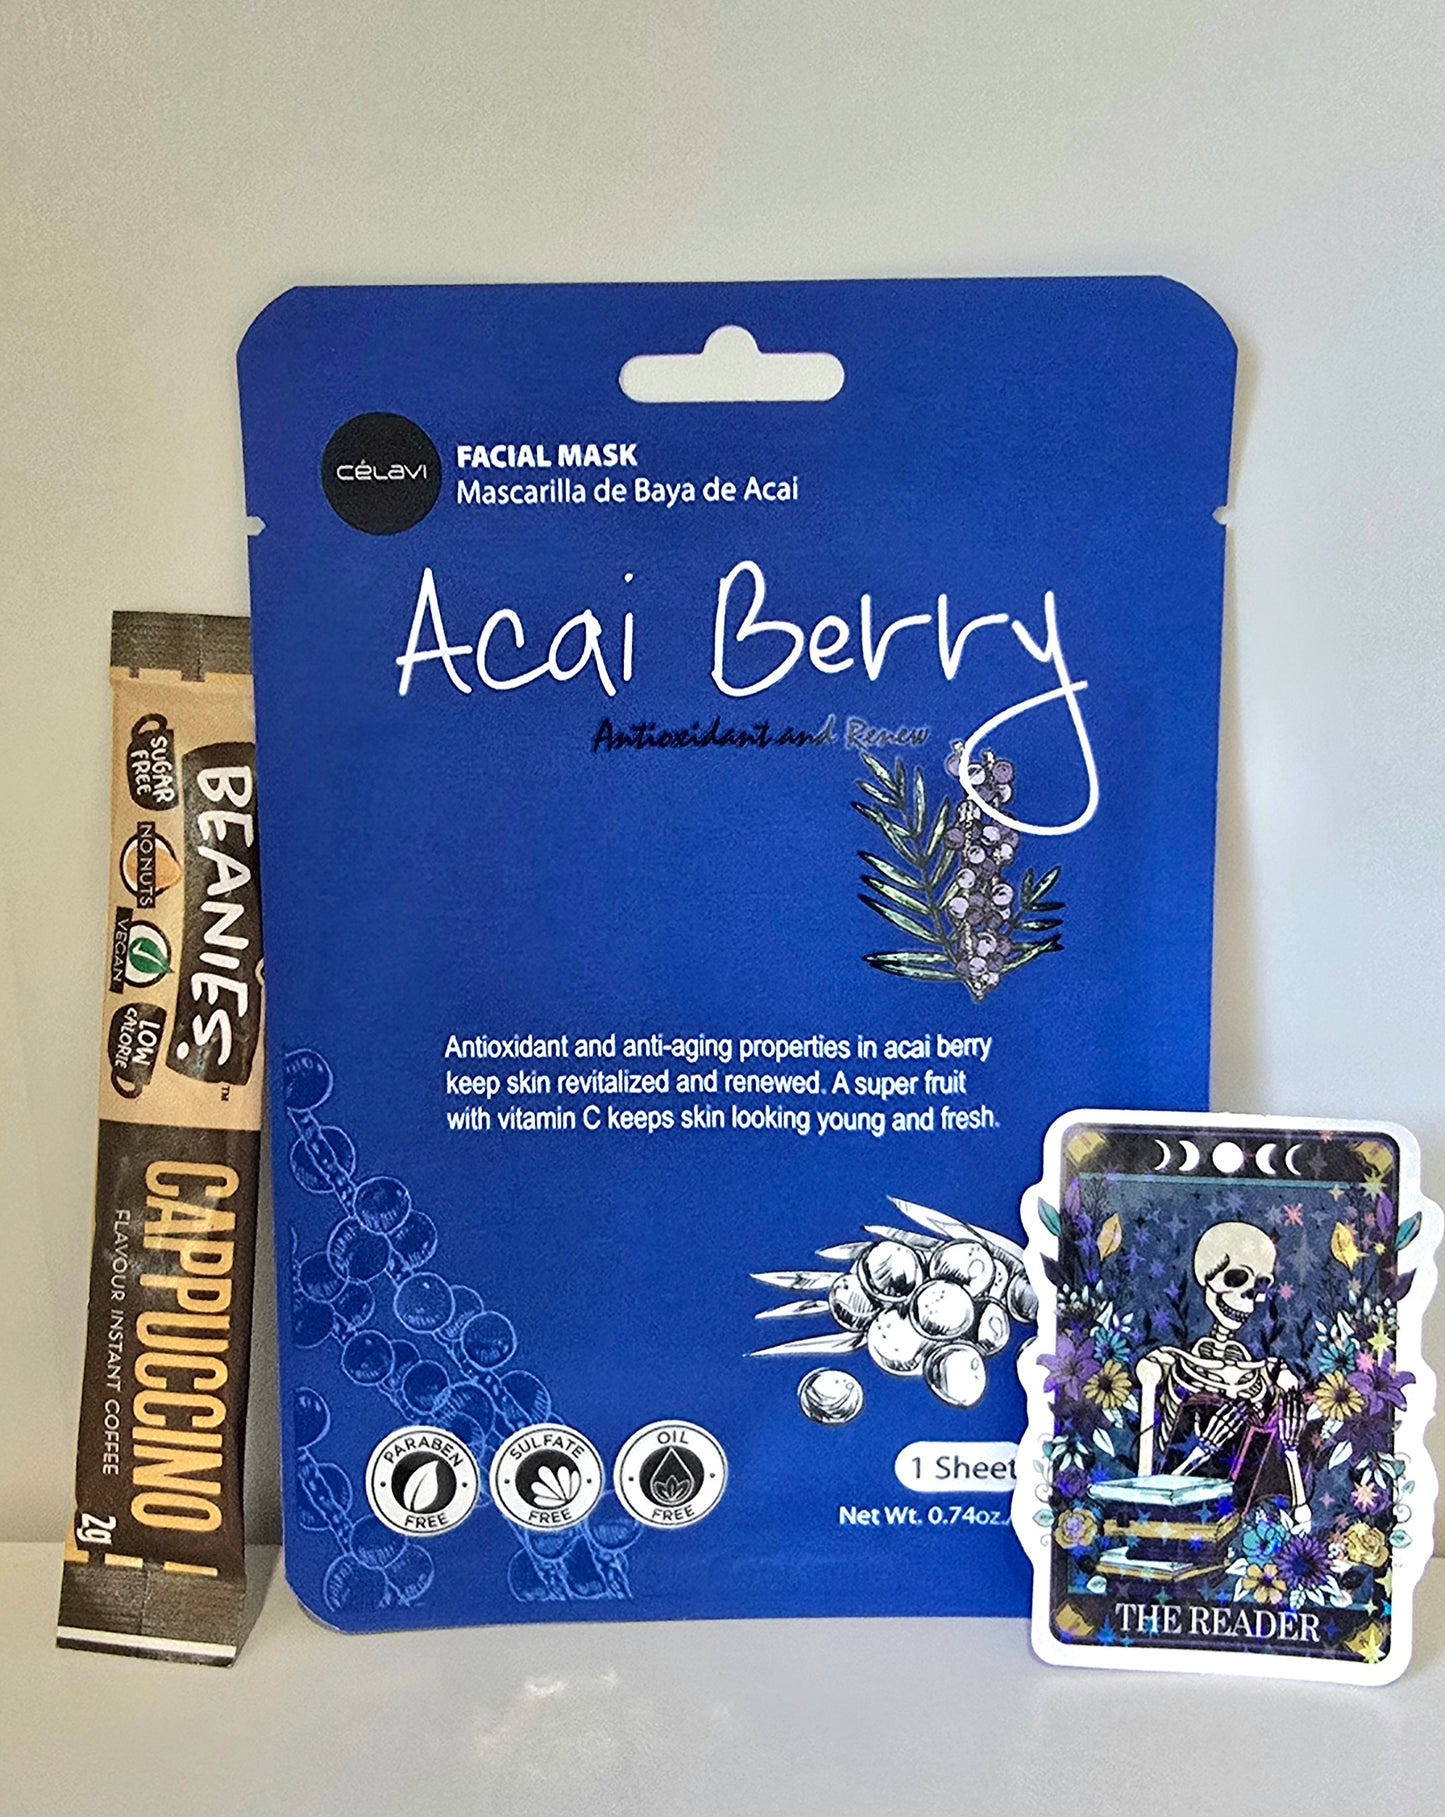 CÉLAVI
FACIAL MASK
Mascarilla de Baya de Acai
Acai Berry
Antioxidant and Renew
Antioxidant and anti-aging properties in acai berry
keep skin revitalized and renewed. A super fruit
with vitamin C keeps skin looking young and fresh.
PARABEN
FREE
SULFATE
FREE
OIL
FREE
1 Sheet
Net Wt. 0.74oz.
BEANIES.™
SUGAR
FREE
NO NUTS
VEGAN
LOW
CALORIE
CAPPUCCINO
FLAVOUR INSTANT COFFEE
2g
THE READER